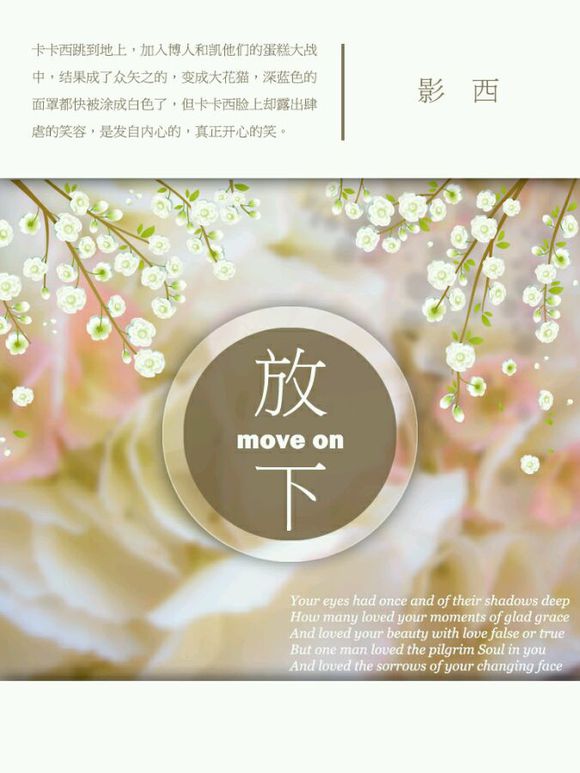 卡卡西跳到地上，加入博人和凯他们的蛋糕大战
中，结果成了众矢之的，变成大花猫，深蓝色的
面罩都快被涂成白色了，但卡卡西脸上却露出肆
虐的笑容，是发自内心的，真正开心的笑。
影 西
放
move on
下
Your eyes had once and of their shadows deep
How many loved your moments of glad grace
And loved your beauty with love false or true
But one man loved the pilgrim Soul in you
And loved the sorrows of your changing face